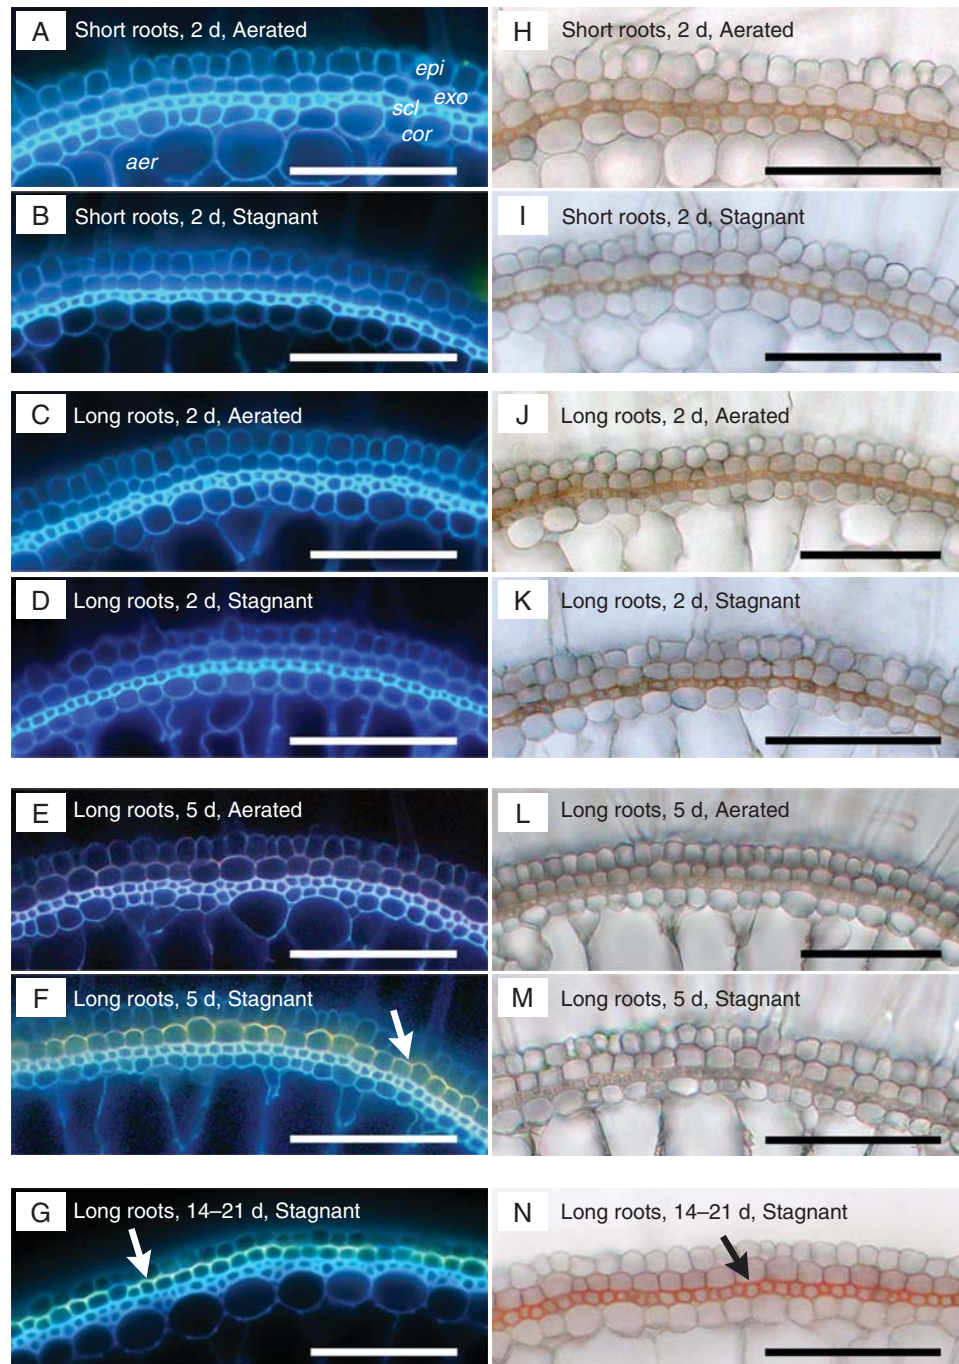 A Short roots, 2 d, Aerated
epi
exo
scl
cor
aer
H Short roots, 2 d, Aerated
B Short roots, 2 d, Stagnant
I Short roots, 2 d, Stagnant
C Long roots, 2 d, Aerated
J Long roots, 2 d, Aerated
D Long roots, 2 d, Stagnant
K Long roots, 2 d, Stagnant
E Long roots, 5 d, Aerated
L Long roots, 5 d, Aerated
F Long roots, 5 d, Stagnant
M Long roots, 5 d, Stagnant
G Long roots, 14–21 d, Stagnant
N Long roots, 14–21 d, Stagnant